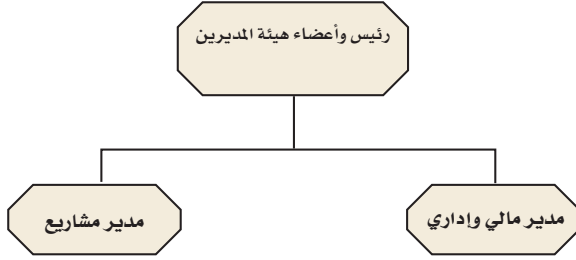 رئيس وأعضاء هيئة المديرين
مدير مالي وإداري
مدير مشاريع